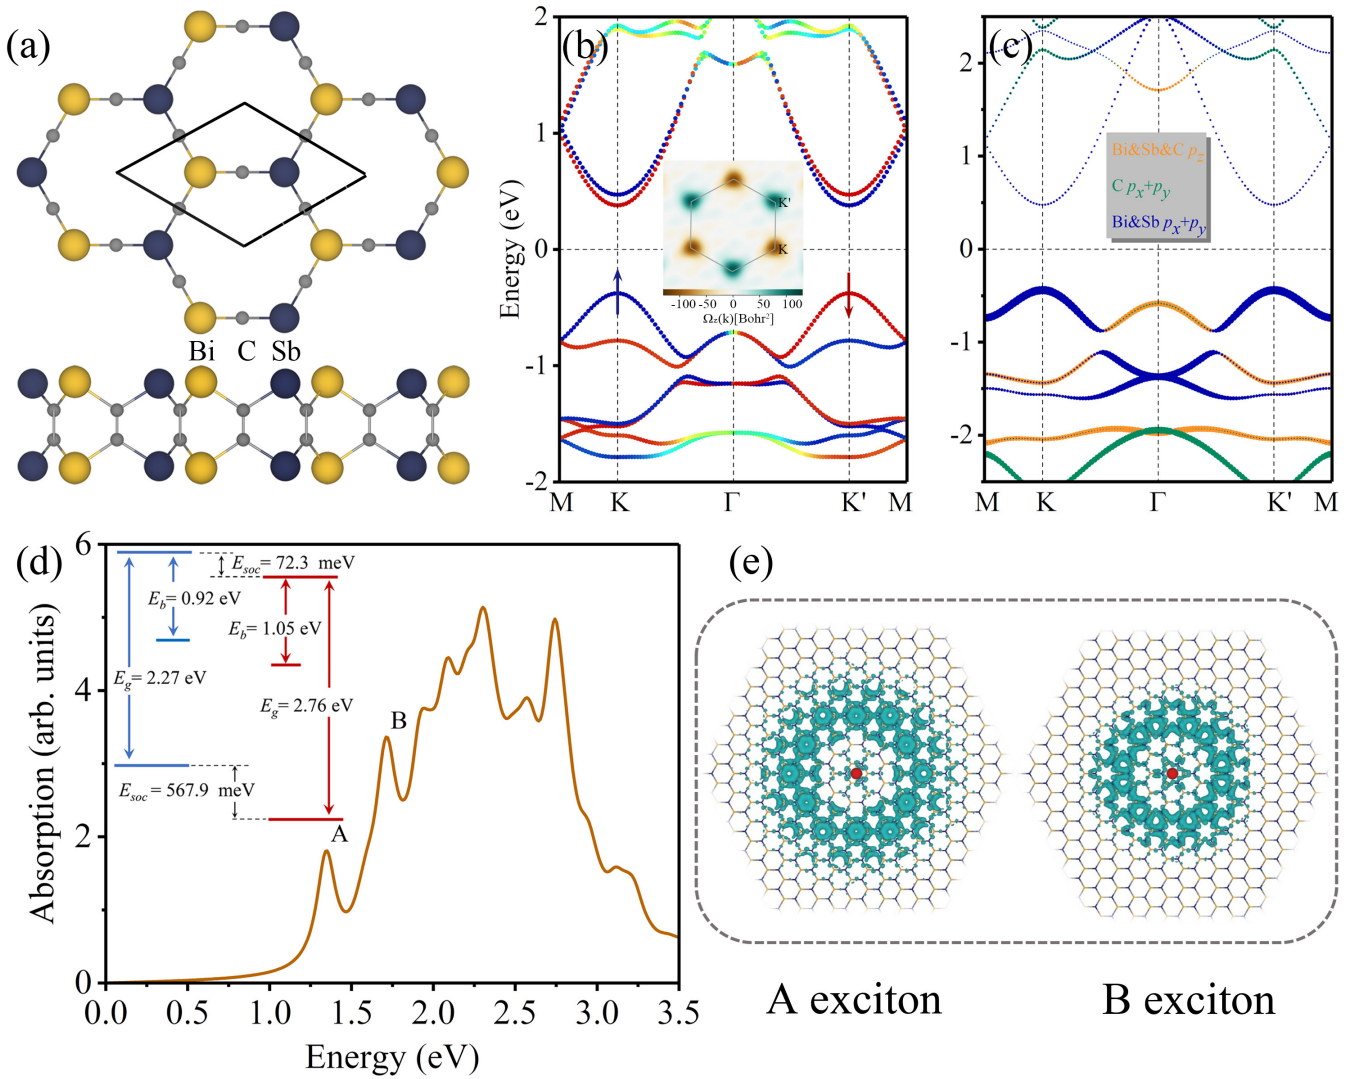 (a)
Bi C Sb
(b)
Energy (eV)
2
1
0
-1
-2
K'
K
-100 -50 0 50 100
Ωz(k)[Bohr²]
M K Γ K' M
(c)
2
1
0
-1
-2
Bi&Sb&C pz
C px+py
Bi&Sb px+py
M K Γ K' M
(d)
Absorption (arb. units)
6
4
2
0
Esoc= 72.3 meV
Eb= 0.92 eV
Eb= 1.05 eV
Eg= 2.27 eV
Eg= 2.76 eV
Esoc= 567.9 meV
A
B
0.0 0.5 1.0 1.5 2.0 2.5 3.0 3.5
Energy (eV)
(e)
A exciton
B exciton